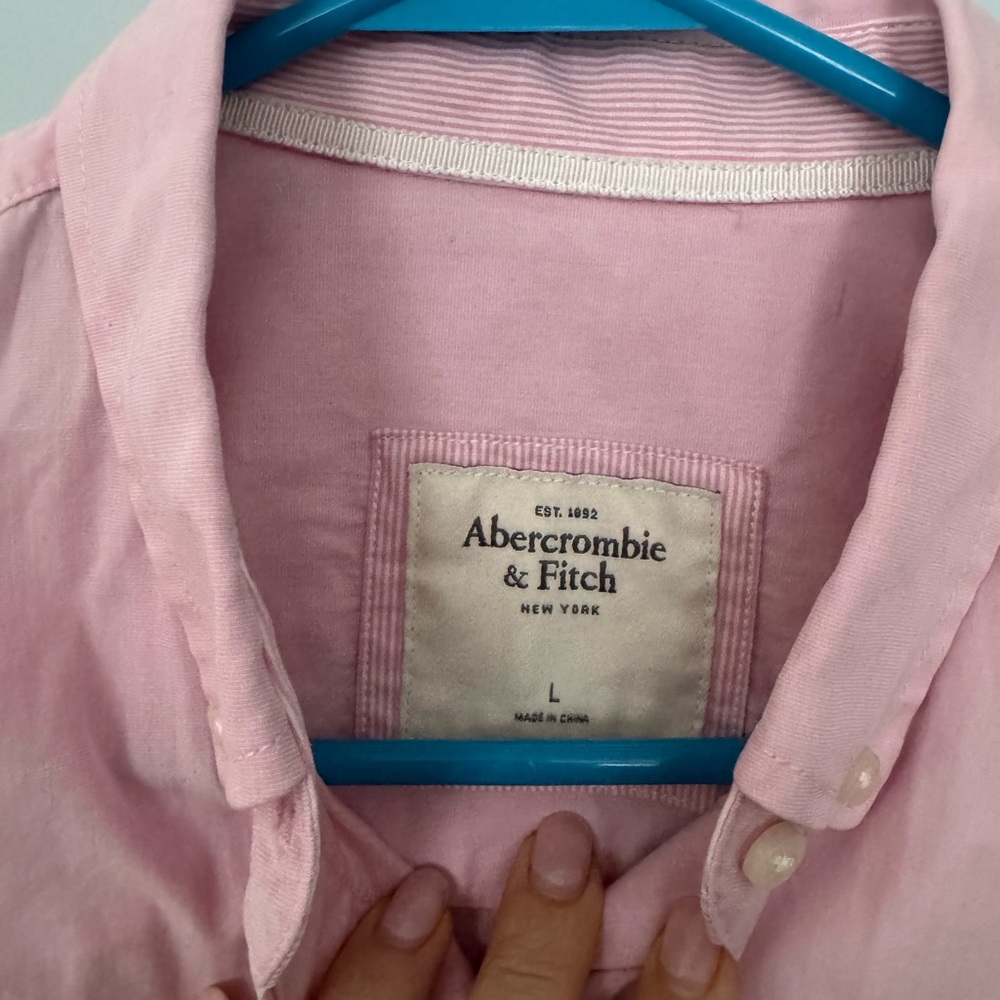 EST. 1892
Abercrombie
& Fitch
NEW YORK
L
MADE IN CHINA